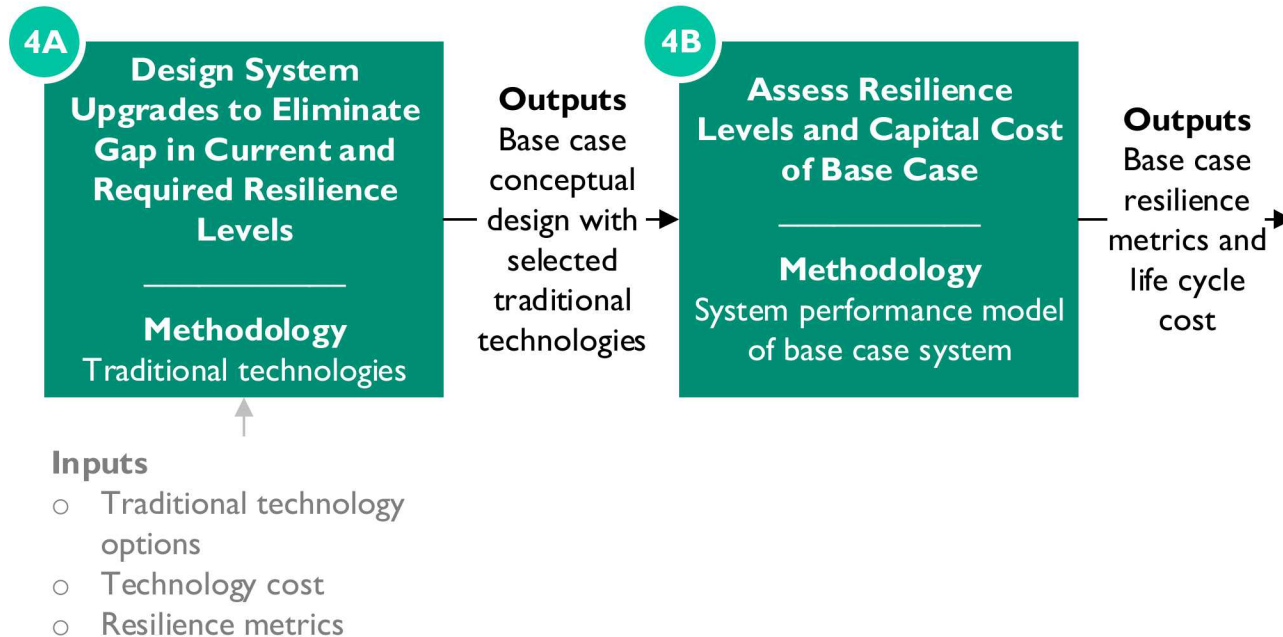 4A
Design System
Upgrades to Eliminate
Gap in Current and
Required Resilience
Levels
Methodology
Traditional technologies
Inputs
○ Traditional technology
options
○ Technology cost
○ Resilience metrics
Outputs
Base case
conceptual
design with
selected
traditional
technologies
4B
Assess Resilience
Levels and Capital Cost
of Base Case
Methodology
System performance model
of base case system
Outputs
Base case
resilience
metrics and
life cycle
cost